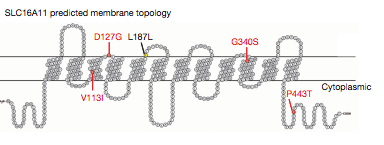 SLC16A11 predicted membrane topology
D127G L187L
G340S
Cytoplasmic
V113I
P443T